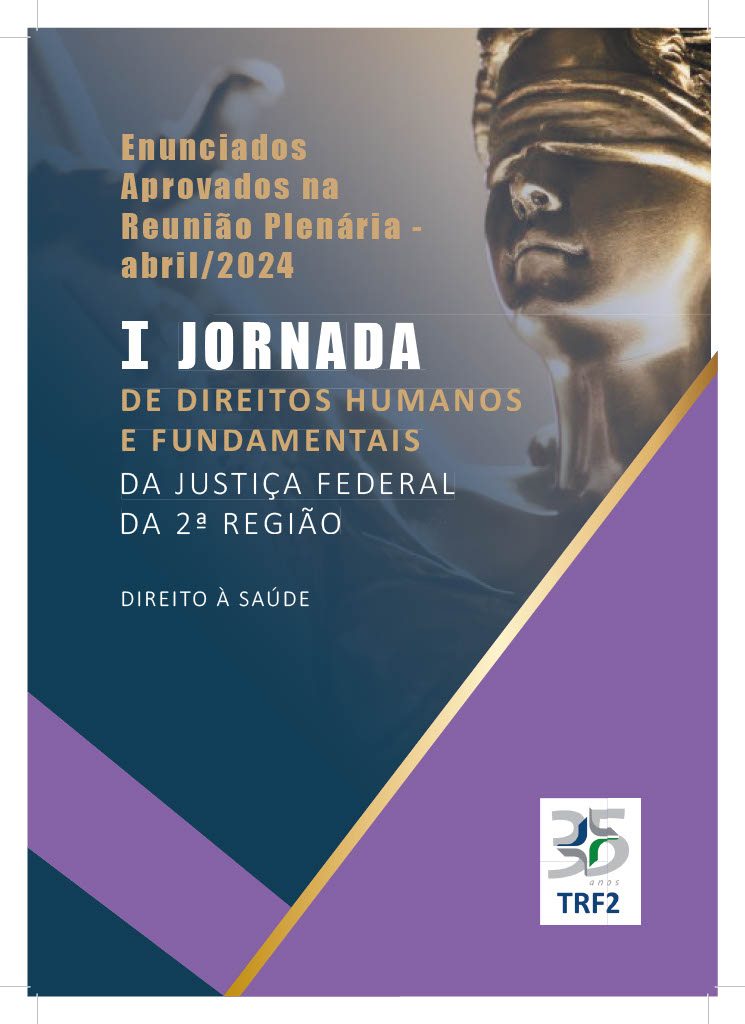 Enunciados
Aprovados na
Reunião Plenária -
abril/2024
I JORNADA
DE DIREITOS HUMANOS
E FUNDAMENTAIS
DA JUSTIÇA FEDERAL
DA 2ª REGIÃO
DIREITO À SAÚDE
35
anos
TRF2